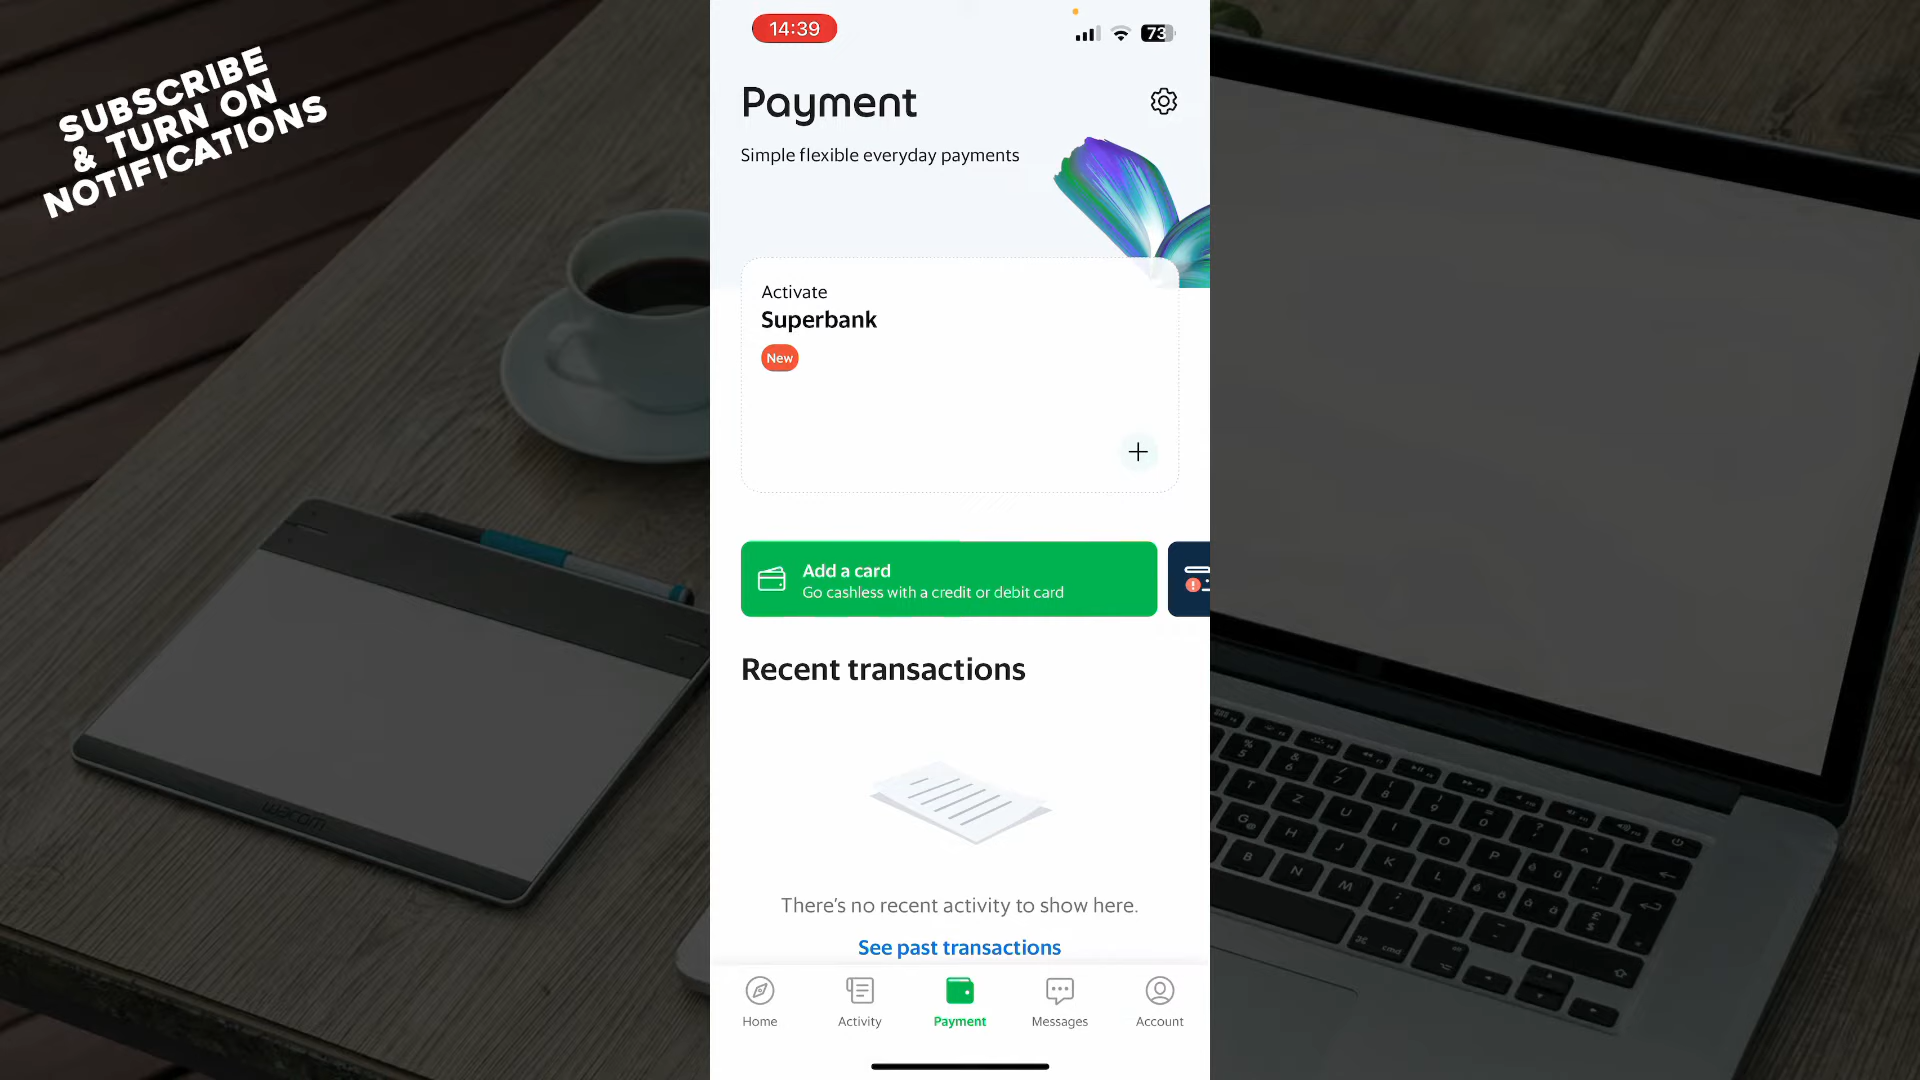 SUBSCRIBE
& TURN ON
NOTIFICATIONS
14:39
73
Payment
Simple flexible everyday payments
Activate
Superbank
New
Add a card
Go cashless with a credit or debit card
Recent transactions
There's no recent activity to show here.
See past transactions
Home
Activity
Payment
Messages
Account
wacom